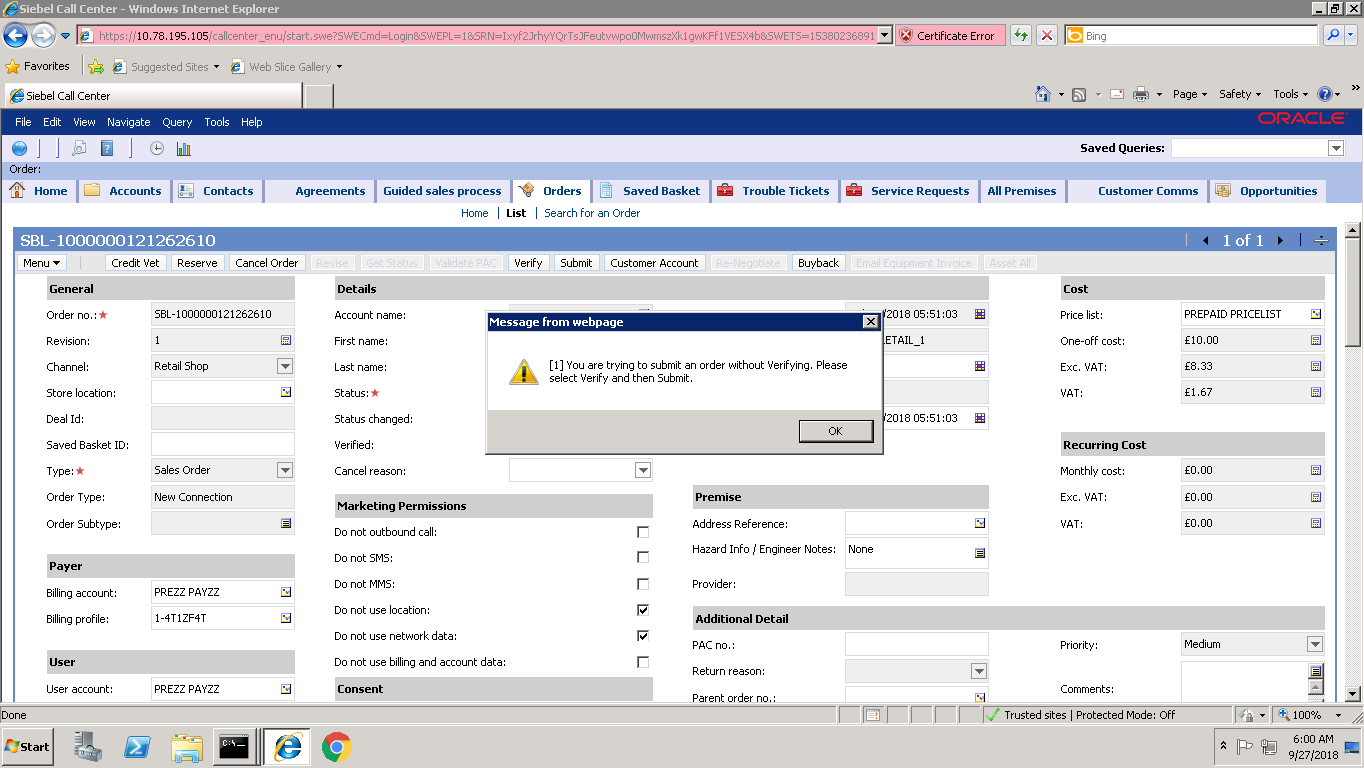 Siebel Call Center - Windows Internet Explorer
https://10.78.195.105/callcenter_enu/start.swe?SWECmd=Login&SWEPL=1&SRN=Ixyf2JrhyYQrTsJFeutvwpo0MwmszXk1gwKFf1VESX4b&SWETS=15380236891
Certificate Error
Bing
Favorites
Suggested Sites
Web Slice Gallery
Siebel Call Center
Page
Safety
Tools
File Edit View Navigate Query Tools Help
ORACLE
Saved Queries:
Order:
Home
Accounts
Contacts
Agreements
Guided sales process
Orders
Saved Basket
Trouble Tickets
Service Requests
All Premises
Customer Comms
Opportunities
Home | List | Search for an Order
SBL-1000000121262610
1 of 1
Menu
Credit Vet
Reserve
Cancel Order
Revise
Get Status
Validate PAC
Verify
Submit
Customer Account
Re-Negotiate
Buyback
Email Equipment Invoice
Asset All
General
Order no.:★ SBL-1000000121262610
Revision: 1
Channel: Retail Shop
Store location:
Deal Id:
Saved Basket ID:
Type:★ Sales Order
Order Type: New Connection
Order Subtype:
Payer
Billing account: PREZZ PAYZZ
Billing profile: 1-4T1ZF4T
User
User account: PREZZ PAYZZ
Details
Account name:
First name:
Last name:
Status:★
Status changed:
Verified:
Cancel reason:
/2018 05:51:03
ETAIL_1
/2018 05:51:03
Message from webpage
[1] You are trying to submit an order without Verifying. Please
select Verify and then Submit.
OK
Marketing Permissions
Do not outbound call:
Do not SMS:
Do not MMS:
Do not use location:
Do not use network data:
Do not use billing and account data:
Consent
Premise
Address Reference:
Hazard Info / Engineer Notes: None
Provider:
Additional Detail
PAC no.:
Return reason:
Parent order no.:
Priority: Medium
Comments:
Cost
Price list: PREPAID PRICELIST
One-off cost: £10.00
Exc. VAT: £8.33
VAT: £1.67
Recurring Cost
Monthly cost: £0.00
Exc. VAT: £0.00
VAT: £0.00
Done
Trusted sites | Protected Mode: Off
100%
Start
C:\.
6:00 AM
9/27/2018